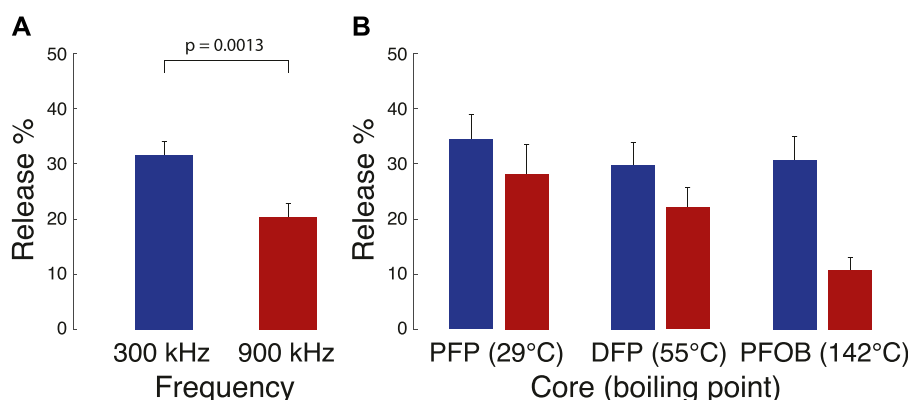 A
p = 0.0013
50
40
30
20
10
0
Release %
300 kHz
900 kHz
Frequency
B
50
40
30
20
10
0
Release %
PFP (29°C)
DFP (55°C)
PFOB (142°C)
Core (boiling point)